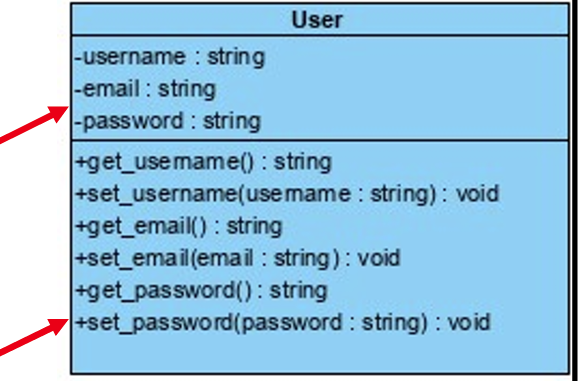 User
-username : string
-email : string
-password : string
+get_username() : string
+set_username(username : string) : void
+get_email() : string
+set_email(email : string) : void
+get_password() : string
+set_password(password : string) : void